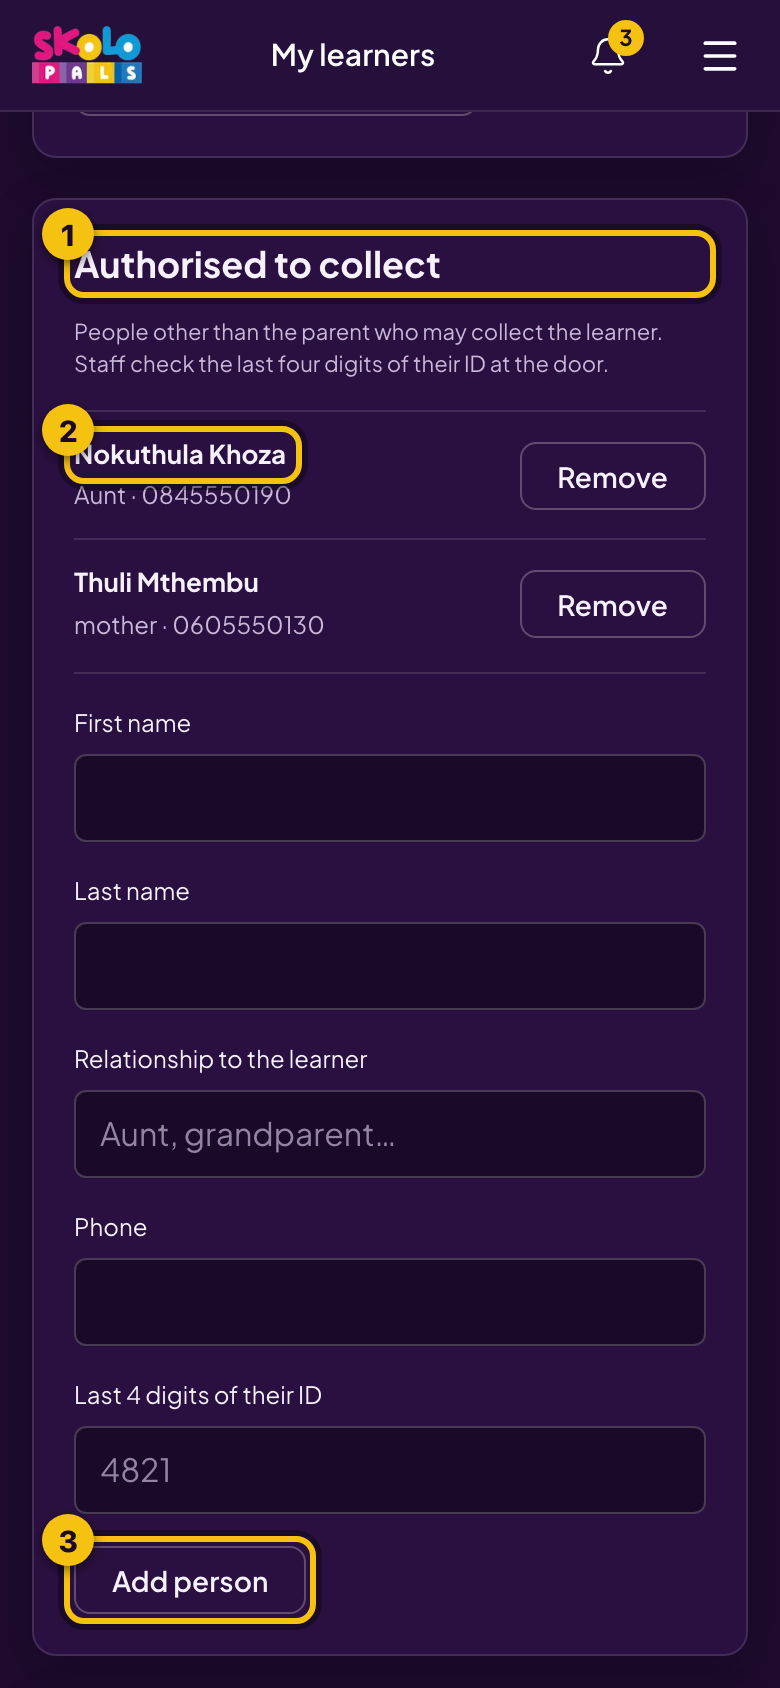 SKOLO
PALS
My learners
3
1
Authorised to collect
People other than the parent who may collect the learner.
Staff check the last four digits of their ID at the door.
2
Nokuthula Khoza
Aunt · 0845550190
Remove
Thuli Mthembu
mother · 0605550130
Remove
First name
Last name
Relationship to the learner
Aunt, grandparent…
Phone
Last 4 digits of their ID
4821
3
Add person